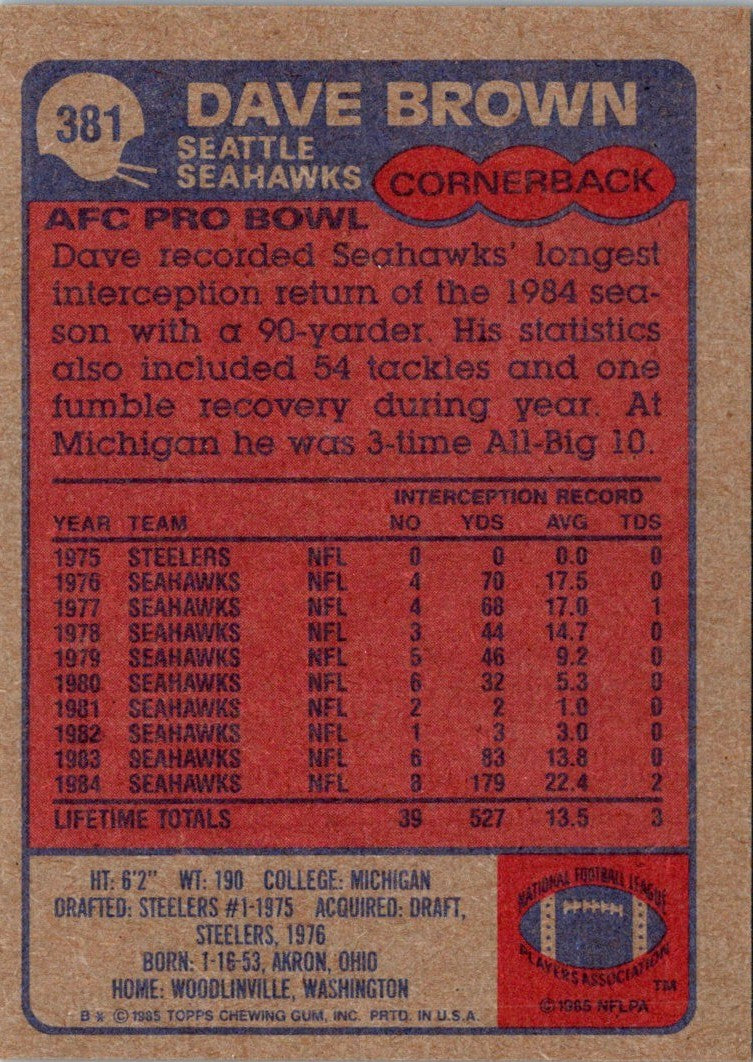 381
DAVE BROWN
SEATTLE
SEAHAWKS
CORNERBACK
AFC PRO BOWL
Dave recorded Seahawks' longest
interception return of the 1984 sea-
son with a 90-yarder. His statistics
also included 54 tackles and one
fumble recovery during year. At
Michigan he was 3-time All-Big 10.
INTERCEPTION RECORD
YEAR TEAM NO YDS AVG TDS
1975 STEELERS NFL 0 0 0.0 0
1976 SEAHAWKS NFL 4 70 17.5 0
1977 SEAHAWKS NFL 4 68 17.0 1
1978 SEAHAWKS NFL 3 44 14.7 0
1979 SEAHAWKS NFL 5 46 9.2 0
1980 SEAHAWKS NFL 6 32 5.3 0
1981 SEAHAWKS NFL 2 2 1.0 0
1982 SEAHAWKS NFL 1 3 3.0 0
1983 SEAHAWKS NFL 6 83 13.8 0
1984 SEAHAWKS NFL 8 179 22.4 2
LIFETIME TOTALS 39 527 13.5 3
HT: 6'2" WT: 190 COLLEGE: MICHIGAN
DRAFTED: STEELERS #1-1975 ACQUIRED: DRAFT,
STEELERS, 1976
BORN: 1-16-53, AKRON, OHIO
HOME: WOODLINVILLE, WASHINGTON
B* © 1985 TOPPS CHEWING GUM, INC. PRTD. IN U.S.A.
NATIONAL FOOTBALL LEAGUE
PLAYERS ASSOCIATION
TM
© 1985 NFLPA